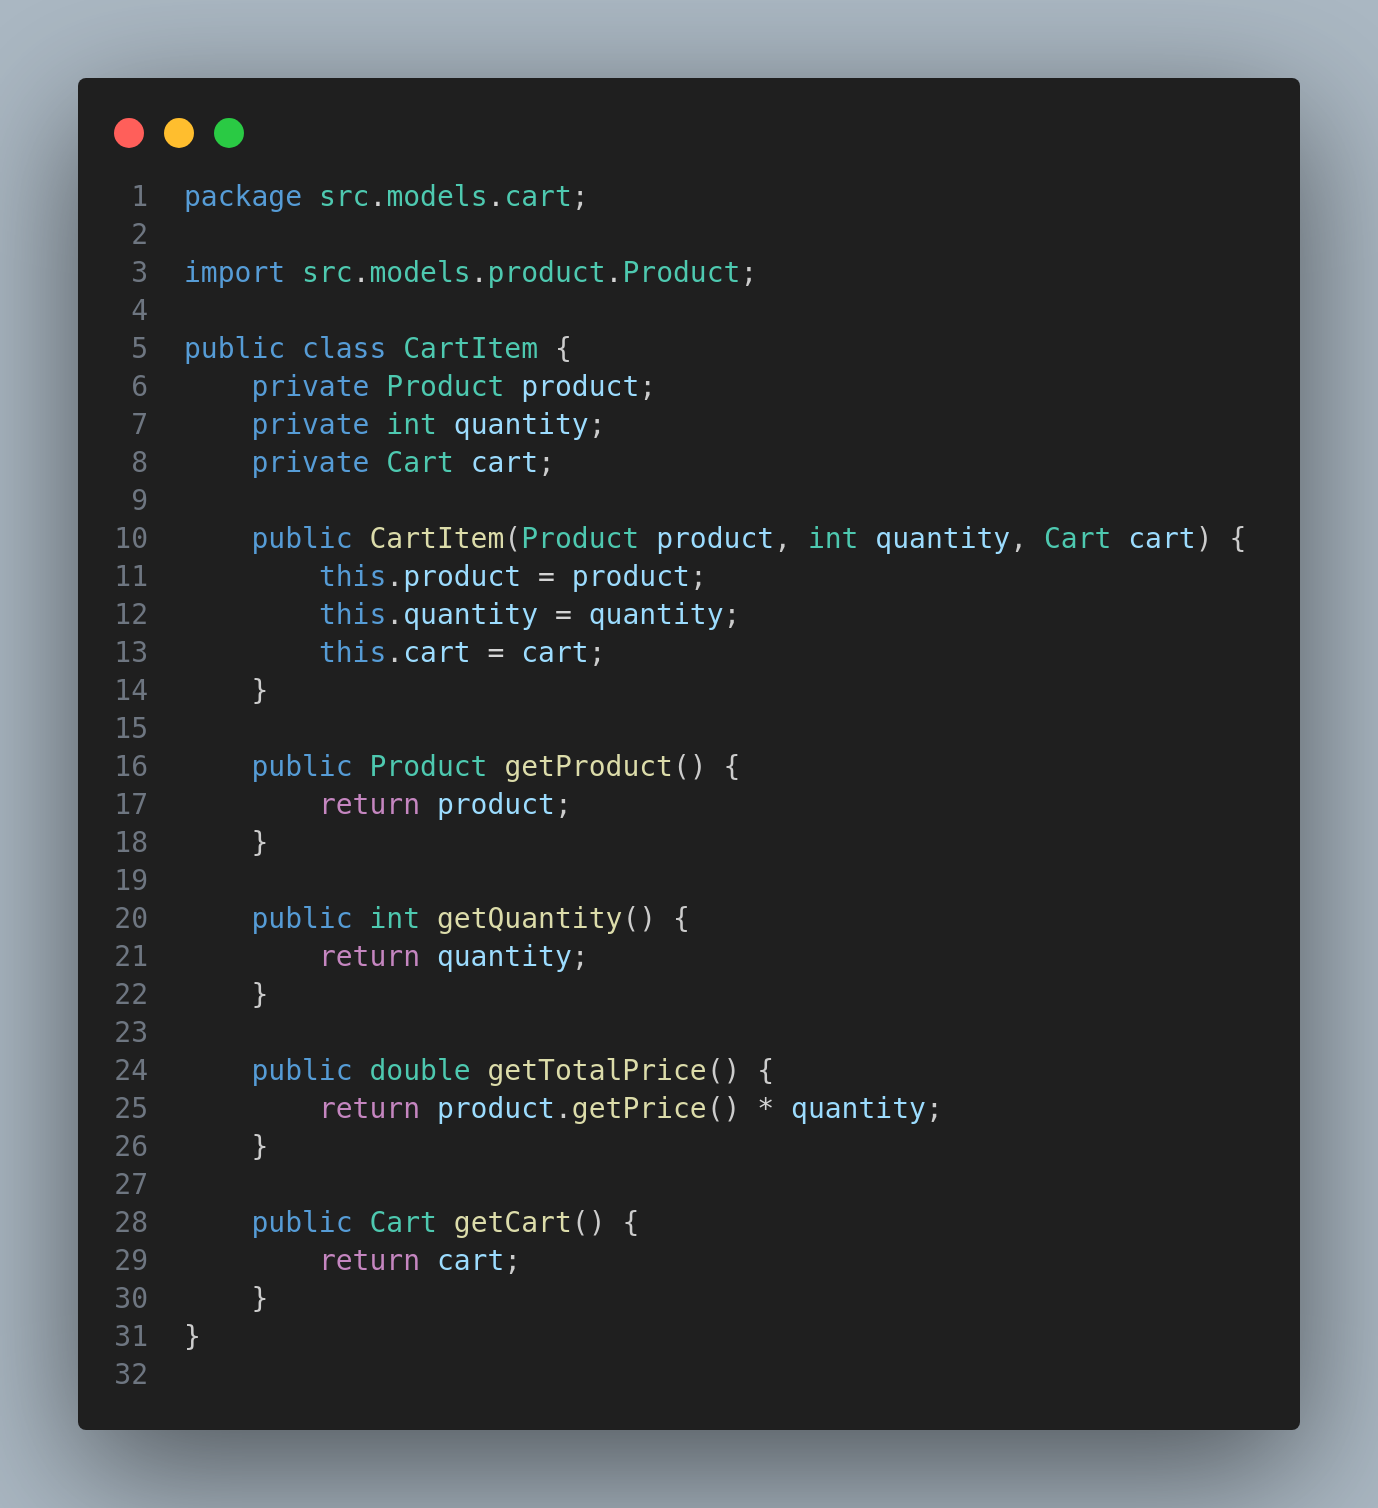 1 package src.models.cart;
2
3 import src.models.product.Product;
4
5 public class CartItem {
6     private Product product;
7     private int quantity;
8     private Cart cart;
9
10     public CartItem(Product product, int quantity, Cart cart) {
11         this.product = product;
12         this.quantity = quantity;
13         this.cart = cart;
14     }
15
16     public Product getProduct() {
17         return product;
18     }
19
20     public int getQuantity() {
21         return quantity;
22     }
23
24     public double getTotalPrice() {
25         return product.getPrice() * quantity;
26     }
27
28     public Cart getCart() {
29         return cart;
30     }
31 }
32